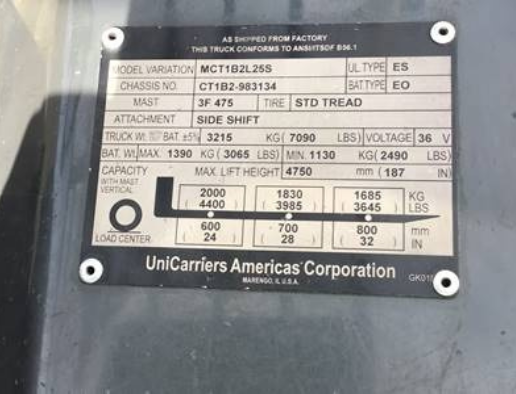 AS SHIPPED FROM FACTORY
THIS TRUCK CONFORMS TO ANSI/ITSDF B56.1
MODEL VARIATION MCT1B2L25S UL.TYPE ES
CHASSIS NO. CT1B2-983134 BAT.TYPE EO
MAST 3F 475 TIRE STD TREAD
ATTACHMENT SIDE SHIFT
TRUCK Wt. BAT. ±5% 3215 KG (7090 LBS) VOLTAGE 36 V
BAT. Wt. MAX. 1390 KG (3065 LBS) MIN. 1130 KG (2490 LBS)
CAPACITY MAX. LIFT HEIGHT 4750 mm (187 IN)
WITH MAST
VERTICAL
2000 1830 1685 KG
(4400) (3985) (3645) LBS
600 700 800 mm
LOAD CENTER (24) (28) (32) IN
UniCarriers Americas Corporation
MARENGO, IL U.S.A.